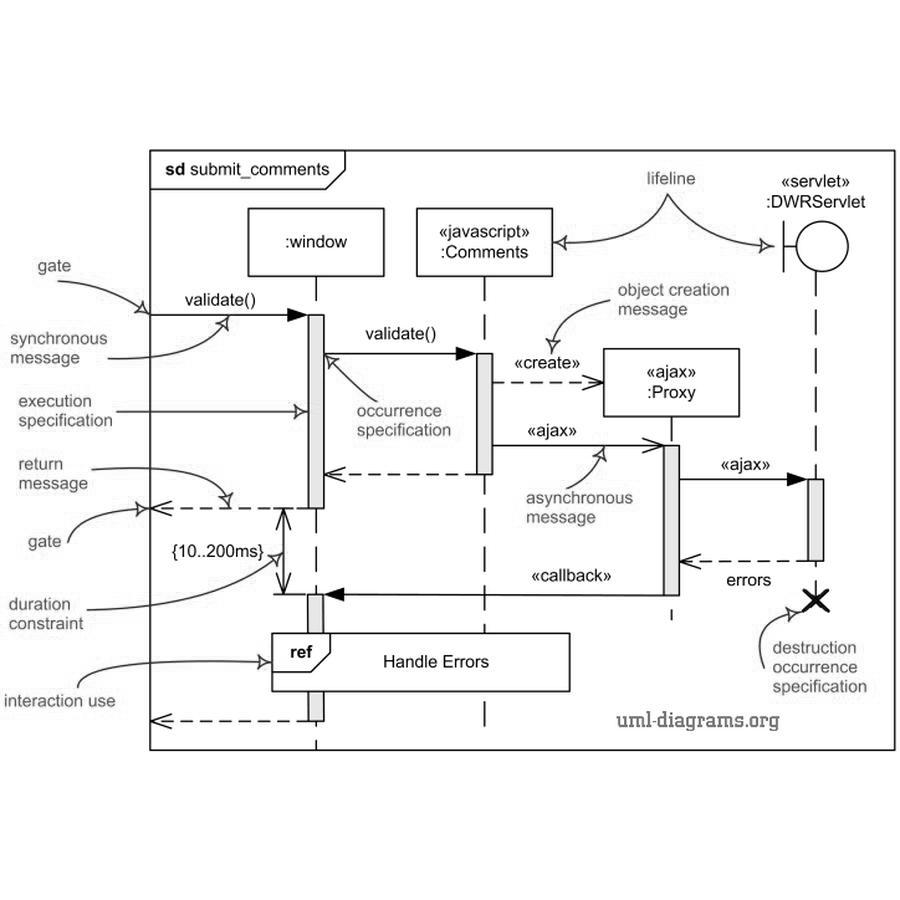 sd submit_comments
lifeline
«servlet»
:DWRServlet
:window
«javascript»
:Comments
gate
validate()
object creation
message
synchronous
message
validate()
«create»
«ajax»
:Proxy
execution
specification
occurrence
specification
«ajax»
return
message
«ajax»
asynchronous
message
gate
{10..200ms}
«callback»
errors
duration
constraint
ref
Handle Errors
destruction
occurrence
specification
interaction use
uml-diagrams.org